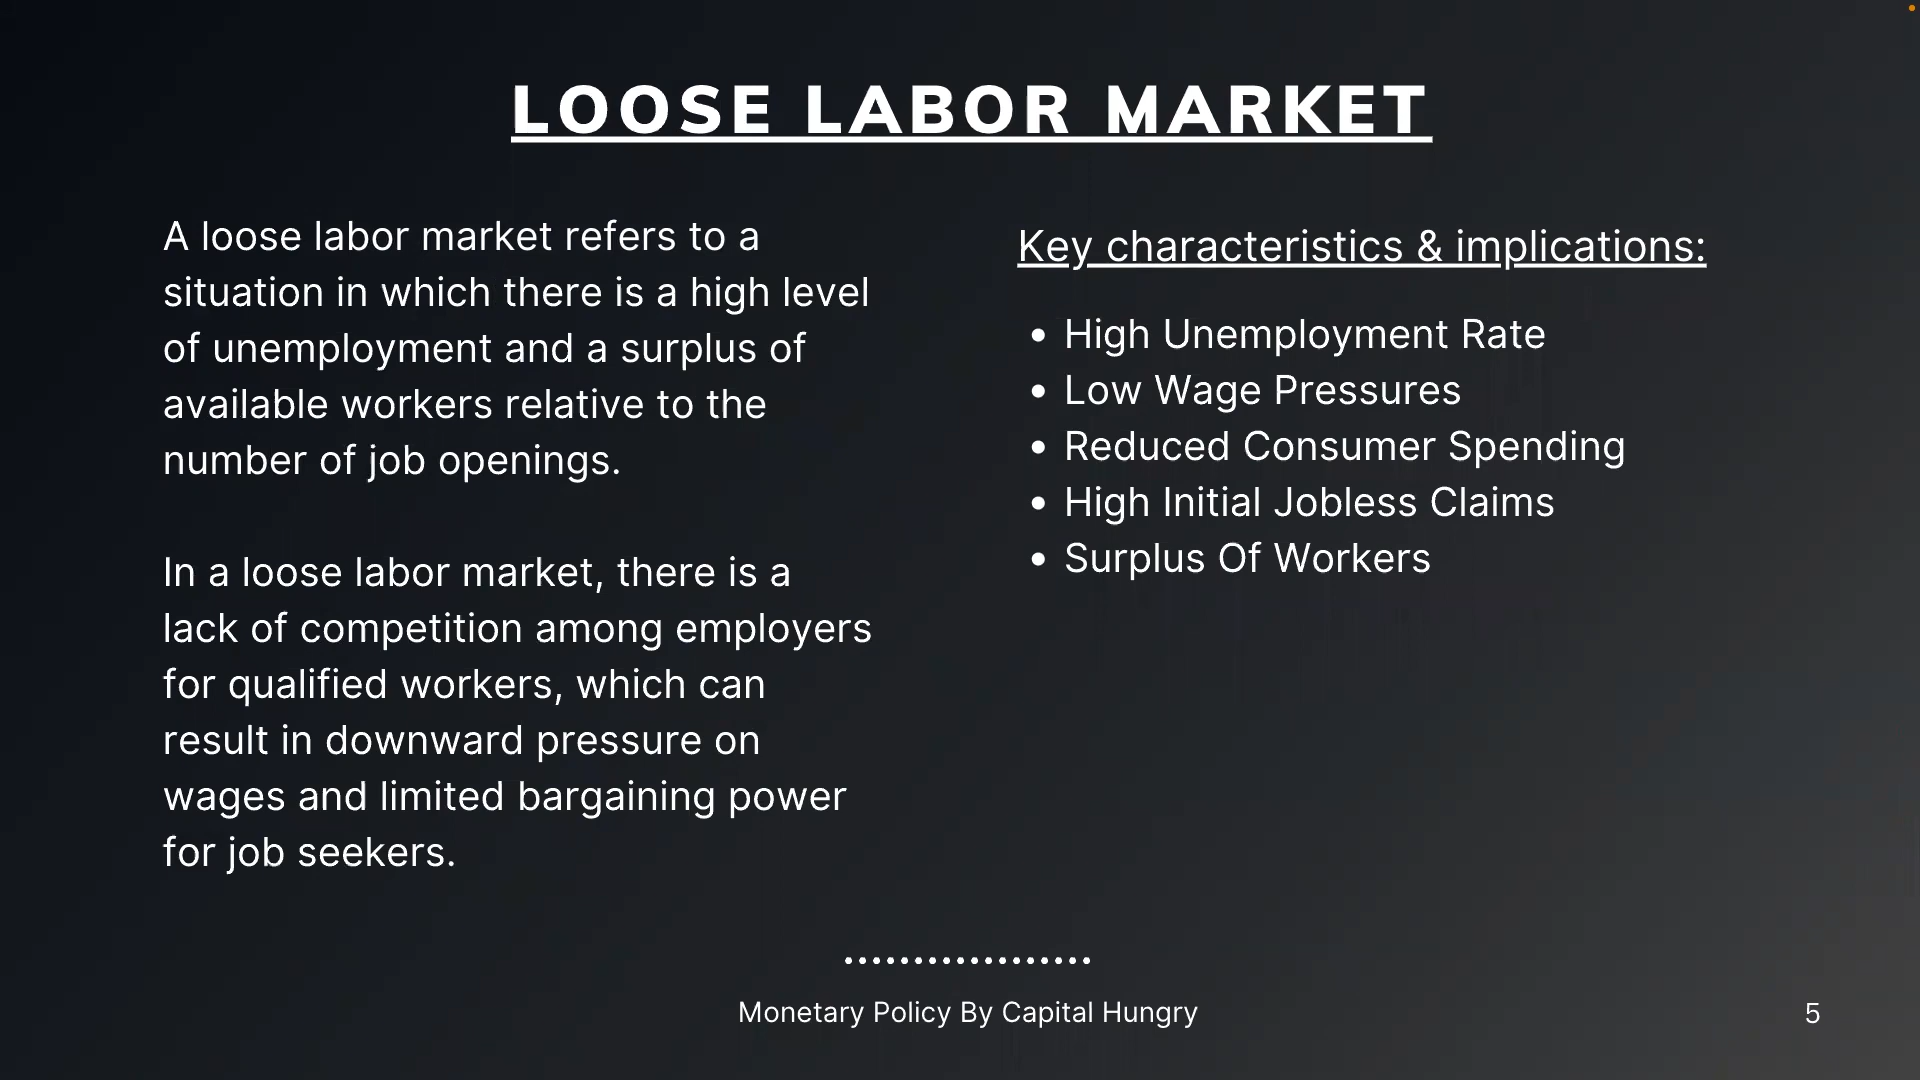 LOOSE LABOR MARKET
A loose labor market refers to a
situation in which there is a high level
of unemployment and a surplus of
available workers relative to the
number of job openings.
In a loose labor market, there is a
lack of competition among employers
for qualified workers, which can
result in downward pressure on
wages and limited bargaining power
for job seekers.
Key characteristics & implications:
• High Unemployment Rate
• Low Wage Pressures
• Reduced Consumer Spending
• High Initial Jobless Claims
• Surplus Of Workers
Monetary Policy By Capital Hungry
5